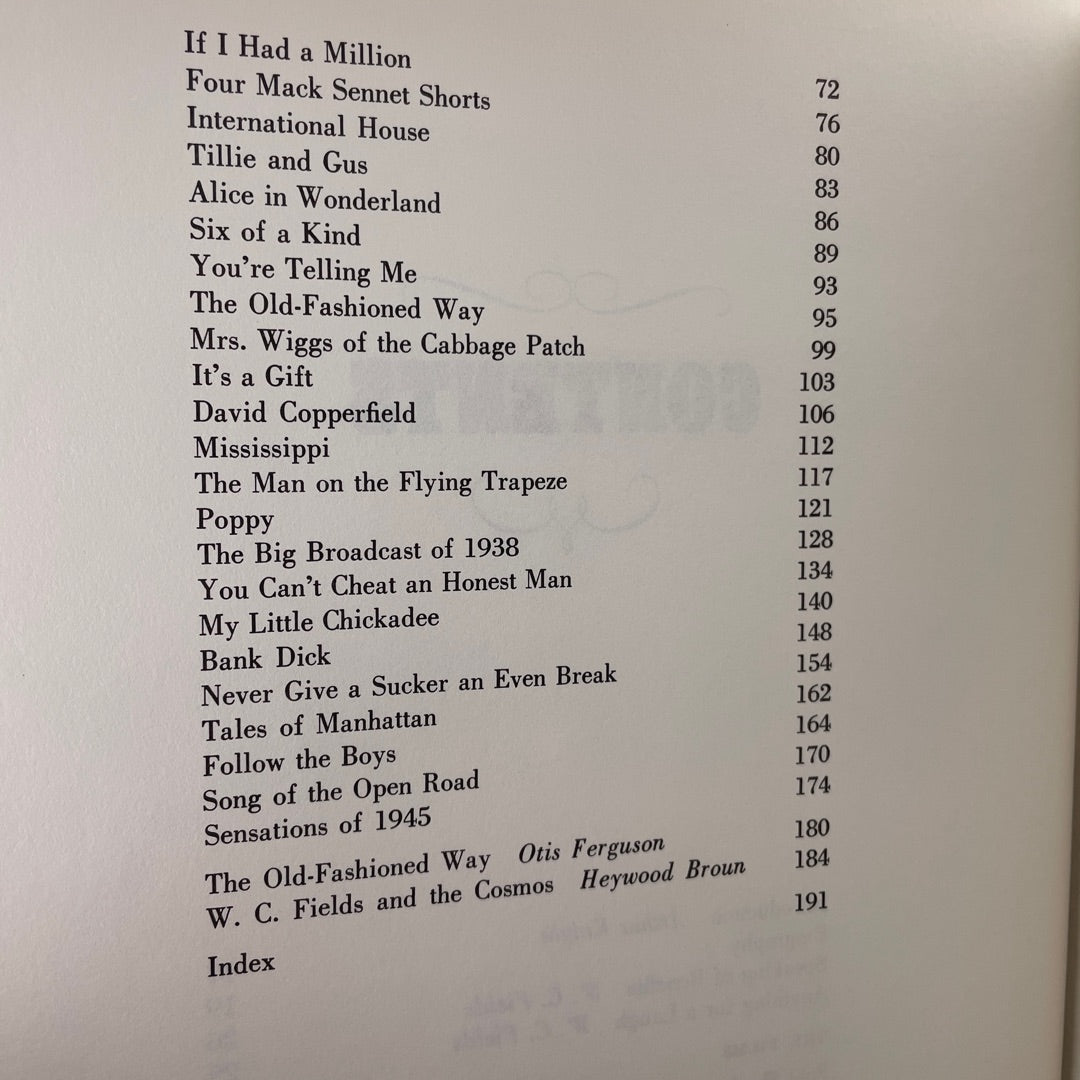 If I Had a Million 72
Four Mack Sennet Shorts 76
International House 80
Tillie and Gus 83
Alice in Wonderland 86
Six of a Kind 89
You're Telling Me 93
The Old-Fashioned Way 95
Mrs. Wiggs of the Cabbage Patch 99
It's a Gift 103
David Copperfield 106
Mississippi 112
The Man on the Flying Trapeze 117
Poppy 121
The Big Broadcast of 1938 128
You Can't Cheat an Honest Man 134
My Little Chickadee 140
Bank Dick 148
Never Give a Sucker an Even Break 154
Tales of Manhattan 162
Follow the Boys 164
Song of the Open Road 170
Sensations of 1945 174
The Old-Fashioned Way Otis Ferguson 180
W. C. Fields and the Cosmos Heywood Broun 184
Index 191